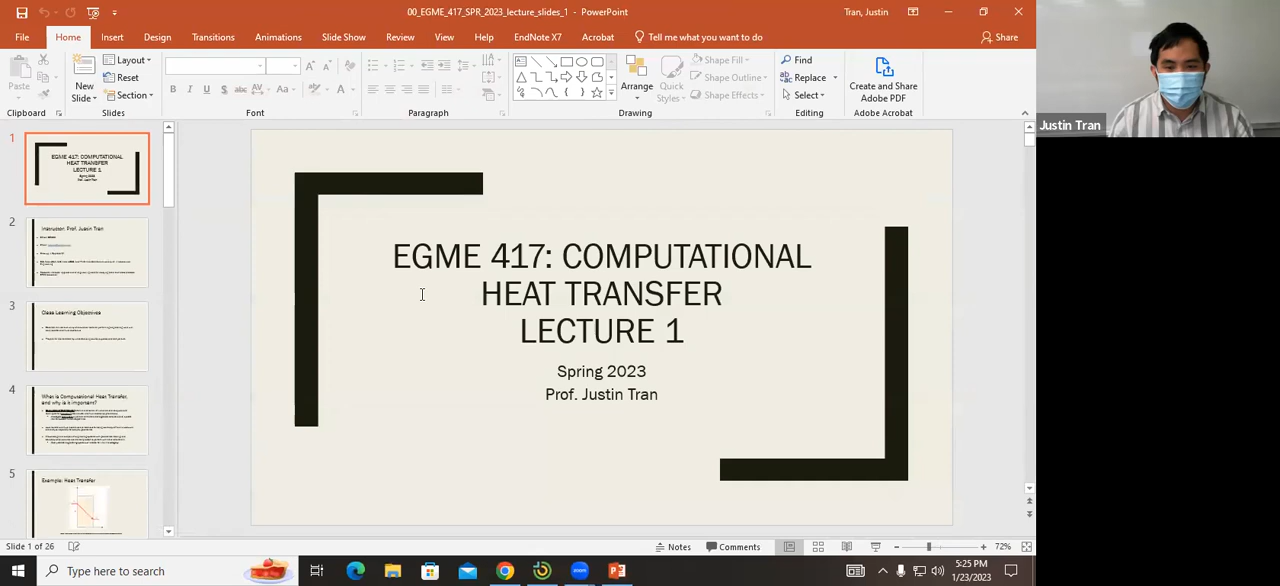 00_EGME_417_SPR_2023_lecture_slides_1 - PowerPoint
Tran, Justin
File Home Insert Design Transitions Animations Slide Show Review View Help EndNote X7 Acrobat Tell me what you want to do Share
Paste
New
Slide
Layout
Reset
Section
Aa
Arrange
Quick
Styles
Shape Fill
Shape Outline
Shape Effects
Find
Replace
Select
Create and Share
Adobe PDF
Clipboard Slides Font Paragraph Drawing Editing Adobe Acrobat
Justin Tran
1
EGME 417: COMPUTATIONAL
HEAT TRANSFER
LECTURE 1
Spring 2023
Prof. Justin Tran
2
Instructor: Prof. Justin Tran
3
Class Learning Objectives
4
What is Computational Heat Transfer,
and why is it important?
5
Example: Heat Transfer
EGME 417: COMPUTATIONAL
HEAT TRANSFER
LECTURE 1
Spring 2023
Prof. Justin Tran
Slide 1 of 26
Notes Comments 72%
Type here to search
5:25 PM
1/23/2023